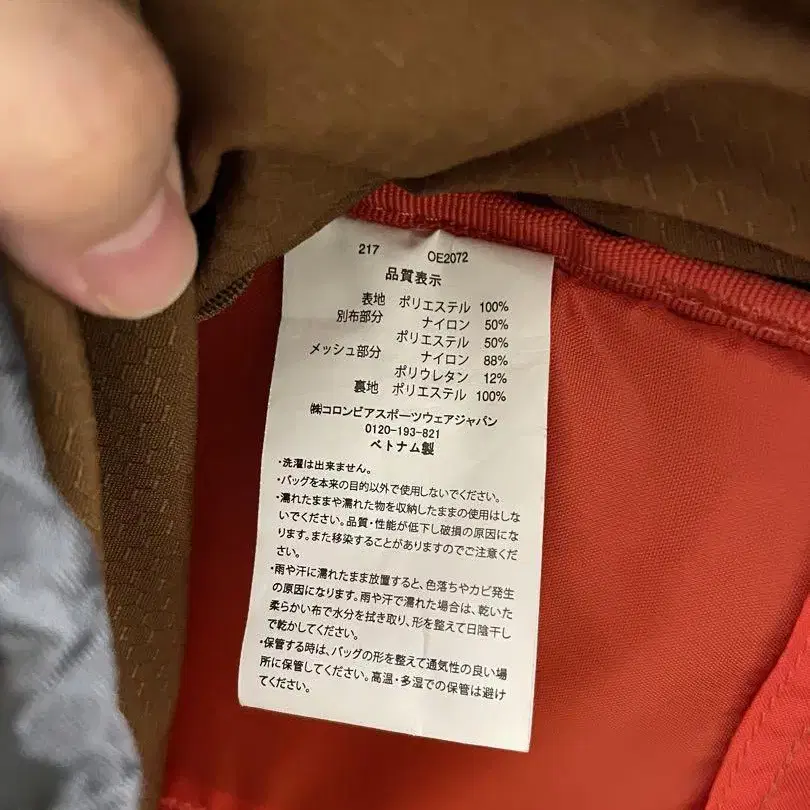 217 OE2072
品質表示
表地 ポリエステル 100%
別布部分 ナイロン 50%
ポリエステル 50%
メッシュ部分 ナイロン 88%
ポリウレタン 12%
裏地 ポリエステル 100%
㈱コロンビアスポーツウェアジャパン
0120-193-821
ベトナム製
・洗濯は出来ません。
・バッグを本来の目的以外で使用しないでください。
・濡れたままや濡れた物を収納したままの使用はしな
いでください。品質・性能が低下し破損の原因にな
ります。また移染することがありますのでご注意くだ
さい。
・雨や汗に濡れたまま放置すると、色落ちやカビ発生
の原因になります。雨や汗で濡れた場合は、乾いた
柔らかい布で水分を拭き取り、形を整えて日陰干し
で乾かしてください。
・保管する時は、バッグの形を整えて通気性の良い場
所に保管してください。高温・多湿での保管は避け
てください。